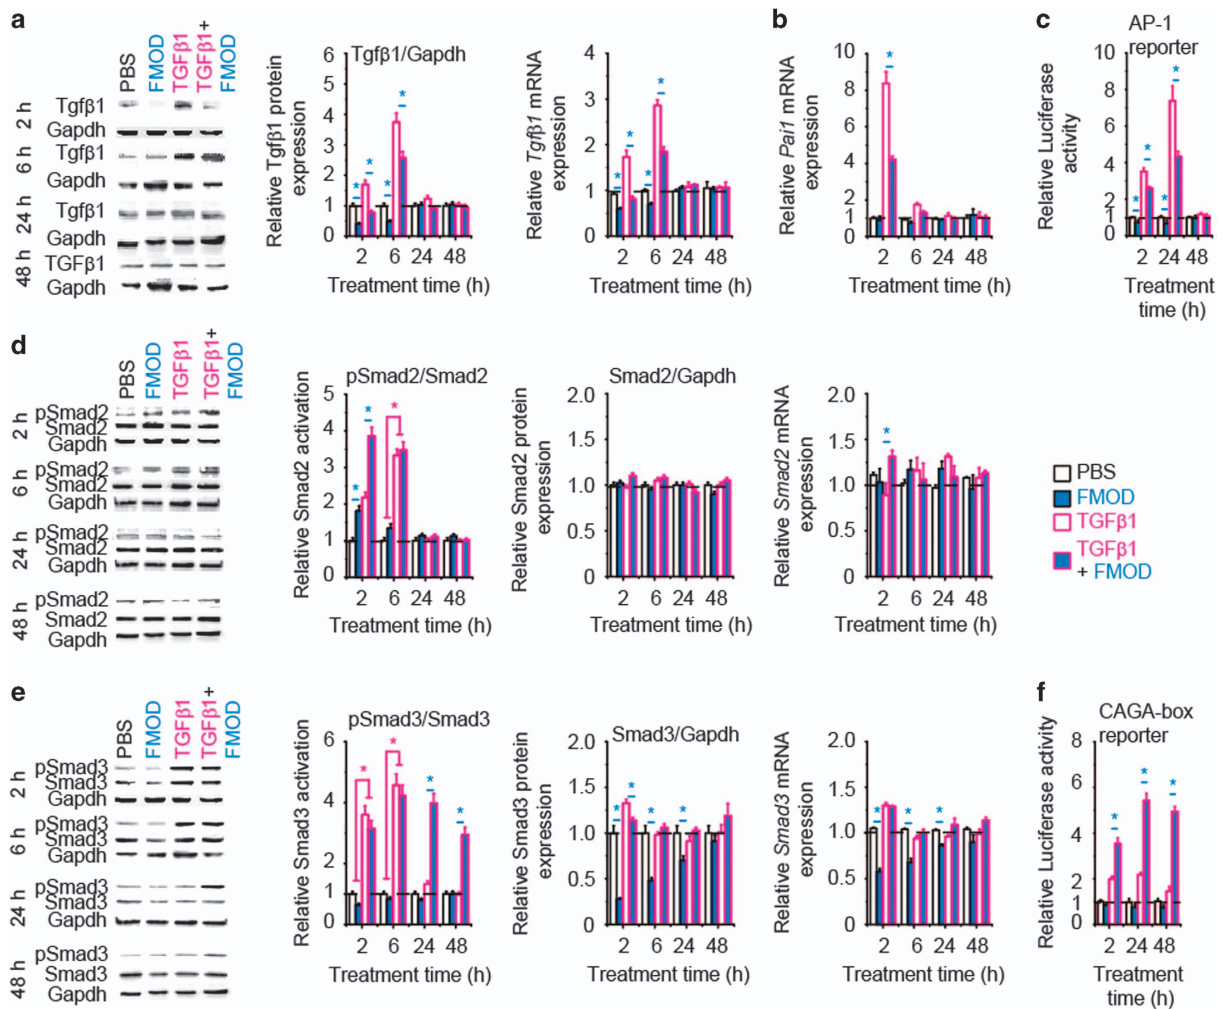 a
PBS
FMOD
TGFβ1
TGFβ1+
FMOD
2 h
Tgfβ1
Gapdh
6 h
Tgfβ1
Gapdh
24 h
Tgfβ1
Gapdh
48 h
TGFβ1
Gapdh
Relative Tgfβ1 protein
expression
Tgfβ1/Gapdh
6
5
4
3
2
1
0
* * * *
2 6 24 48
Treatment time (h)
Relative Tgfβ1 mRNA
expression
4
3
2
1
0
* * * *
2 6 24 48
Treatment time (h)
b
Relative Pai1 mRNA
expression
10
8
6
4
2
1
0
*
2 6 24 48
Treatment time (h)
c
AP-1
reporter
Relative Luciferase
activity
10
8
6
4
2
1
0
* * * *
2 24 48
Treatment
time (h)
d
PBS
FMOD
TGFβ1
TGFβ1+
FMOD
2 h
pSmad2
Smad2
Gapdh
6 h
pSmad2
Smad2
Gapdh
24 h
pSmad2
Smad2
Gapdh
48 h
pSmad2
Smad2
Gapdh
Relative Smad2 activation
pSmad2/Smad2
5
4
3
2
1
0
* * *
2 6 24 48
Treatment time (h)
Relative Smad2 protein
expression
Smad2/Gapdh
2.0
1.5
1.0
0.5
0
2 6 24 48
Treatment time (h)
Relative Smad2 mRNA
expression
2.0
1.5
1.0
0.5
0
*
2 6 24 48
Treatment time (h)
PBS
FMOD
TGFβ1
TGFβ1
+ FMOD
e
PBS
FMOD
TGFβ1
TGFβ1+
FMOD
2 h
pSmad3
Smad3
Gapdh
6 h
pSmad3
Smad3
Gapdh
24 h
pSmad3
Smad3
Gapdh
48 h
pSmad3
Smad3
Gapdh
Relative Smad3 activation
pSmad3/Smad3
6
4
2
1
0
* * * *
2 6 24 48
Treatment time (h)
Relative Smad3 protein
expression
Smad3/Gapdh
2.0
1.5
1.0
0.5
0
* * * *
2 6 24 48
Treatment time (h)
Relative Smad3 mRNA
expression
2.0
1.5
1.0
0.5
0
* * *
2 6 24 48
Treatment time (h)
f
CAGA-box
reporter
Relative Luciferase activity
8
6
4
2
1
0
* * *
2 24 48
Treatment
time (h)